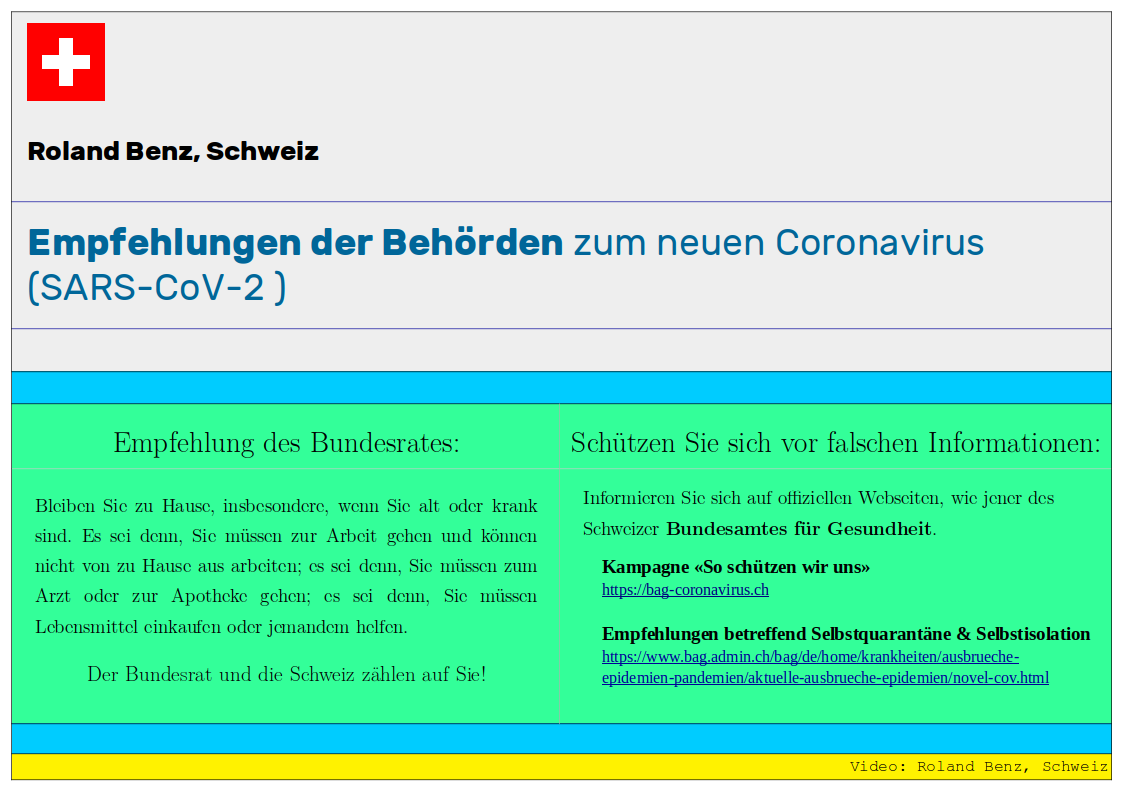 Roland Benz, Schweiz
Empfehlungen der Behörden zum neuen Coronavirus
(SARS-CoV-2 )
Empfehlung des Bundesrates:
Bleiben Sie zu Hause, insbesondere, wenn Sie alt oder krank
sind. Es sei denn, Sie müssen zur Arbeit gehen und können
nicht von zu Hause aus arbeiten; es sei denn, Sie müssen zum
Arzt oder zur Apotheke gehen; es sei denn, Sie müssen
Lebensmittel einkaufen oder jemandem helfen.
Der Bundesrat und die Schweiz zählen auf Sie!
Schützen Sie sich vor falschen Informationen:
Informieren Sie sich auf offiziellen Webseiten, wie jener des
Schweizer Bundesamtes für Gesundheit.
Kampagne «So schützen wir uns»
https://bag-coronavirus.ch
Empfehlungen betreffend Selbstquarantäne & Selbstisolation
https://www.bag.admin.ch/bag/de/home/krankheiten/ausbrueche-
epidemien-pandemien/aktuelle-ausbrueche-epidemien/novel-cov.html
Video: Roland Benz, Schweiz